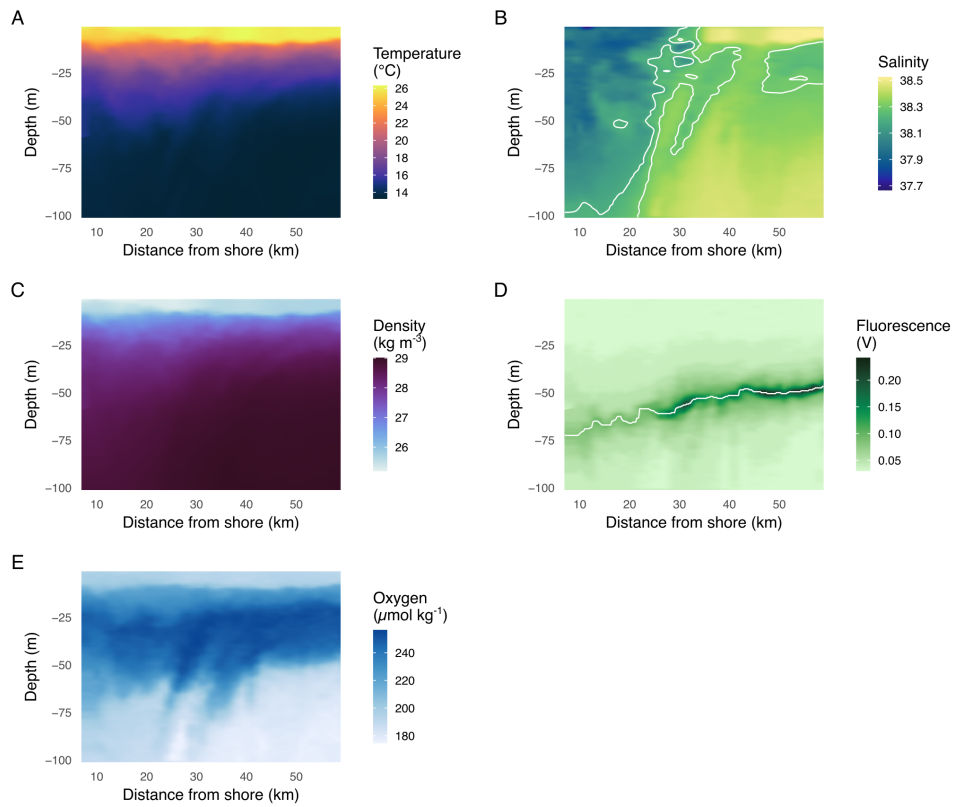 A
Temperature
(°C)
26
24
22
20
18
16
14
−25
−50
−75
−100
Depth (m)
10 20 30 40 50
Distance from shore (km)
B
Salinity
38.5
38.3
38.1
37.9
37.7
−25
−50
−75
−100
Depth (m)
10 20 30 40 50
Distance from shore (km)
C
Density
(kg m-3)
29
28
27
26
−25
−50
−75
−100
Depth (m)
10 20 30 40 50
Distance from shore (km)
D
Fluorescence
(V)
0.20
0.15
0.10
0.05
−25
−50
−75
−100
Depth (m)
10 20 30 40 50
Distance from shore (km)
E
Oxygen
(μmol kg-1)
240
220
200
180
−25
−50
−75
−100
Depth (m)
10 20 30 40 50
Distance from shore (km)